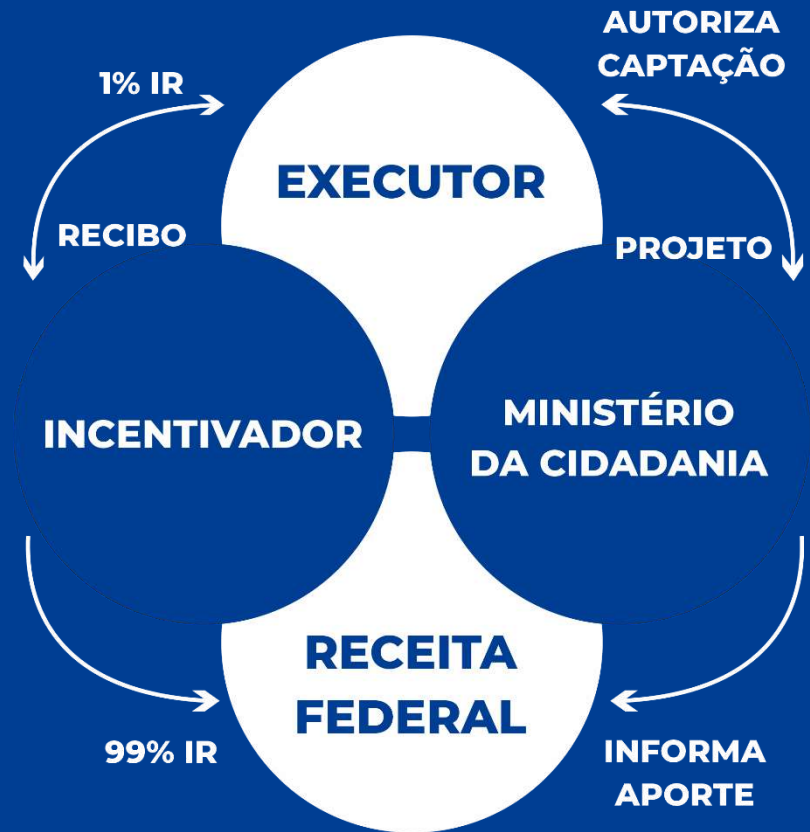 AUTORIZA
CAPTAÇÃO
1% IR
EXECUTOR
RECIBO
PROJETO
INCENTIVADOR
MINISTÉRIO
DA CIDADANIA
RECEITA
FEDERAL
99% IR
INFORMA
APORTE